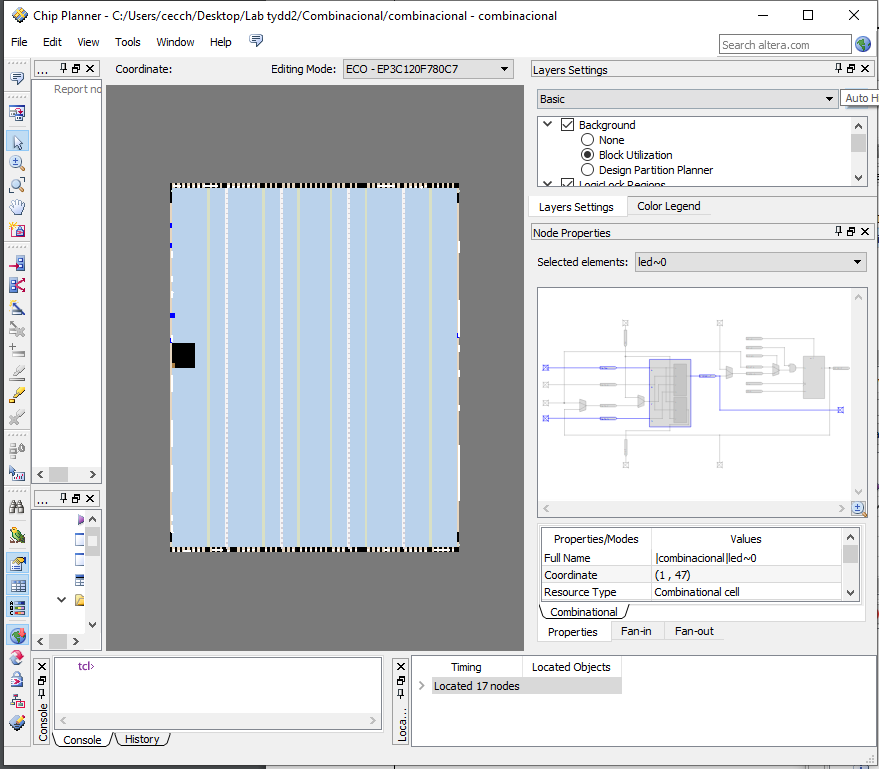 Chip Planner - C:/Users/cecch/Desktop/Lab tydd2/Combinacional/combinacional - combinacional
File Edit View Tools Window Help
Search altera.com
... Coordinate: Editing Mode: ECO - EP3C120F780C7
Report no
Layers Settings
Basic
Auto H
Background
None
Block Utilization
Design Partition Planner
LogicLock Regions
Layers Settings Color Legend
Node Properties
Selected elements: led~0
...
Properties/Modes Values
Full Name |combinacional|led~0
Coordinate (1 , 47)
Resource Type Combinational cell
Combinational
Properties Fan-in Fan-out
tcl>
Console
Console History
Loca...
Timing Located Objects
Located 17 nodes